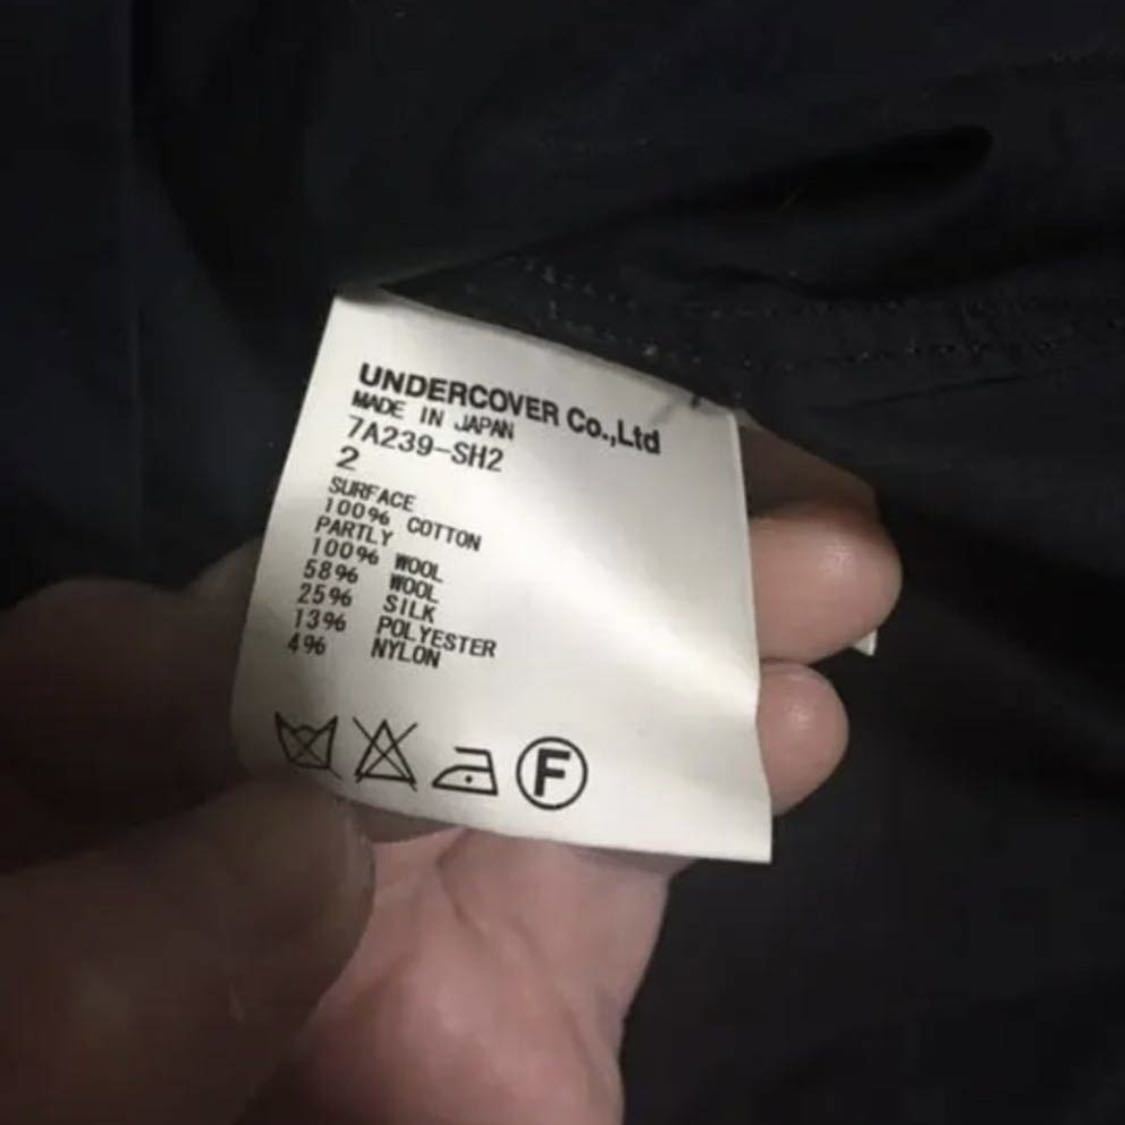 UNDERCOVER Co.,Ltd
MADE IN JAPAN
7A239-SH2
2
SURFACE
100% COTTON
PARTLY
100% WOOL
58% WOOL
25% SILK
13% POLYESTER
4% NYLON
F